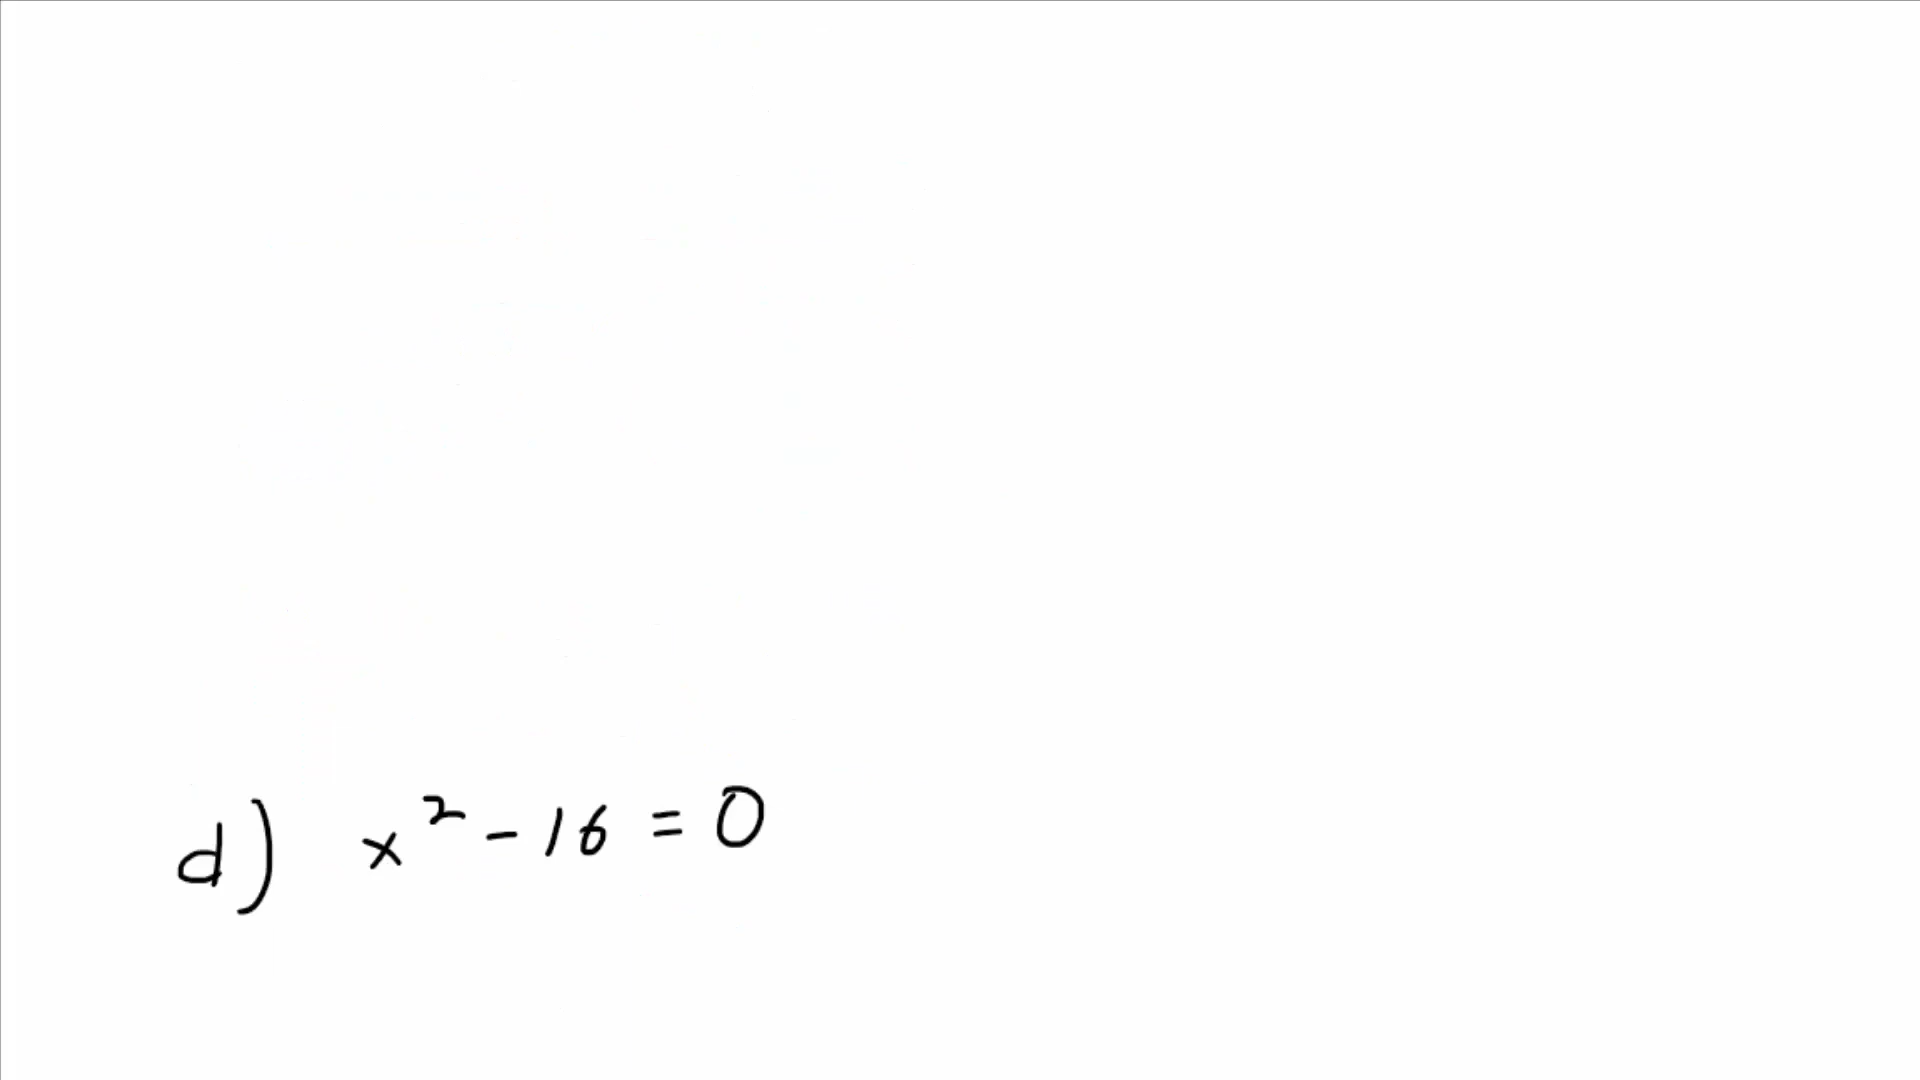 d) x² - 16 = 0